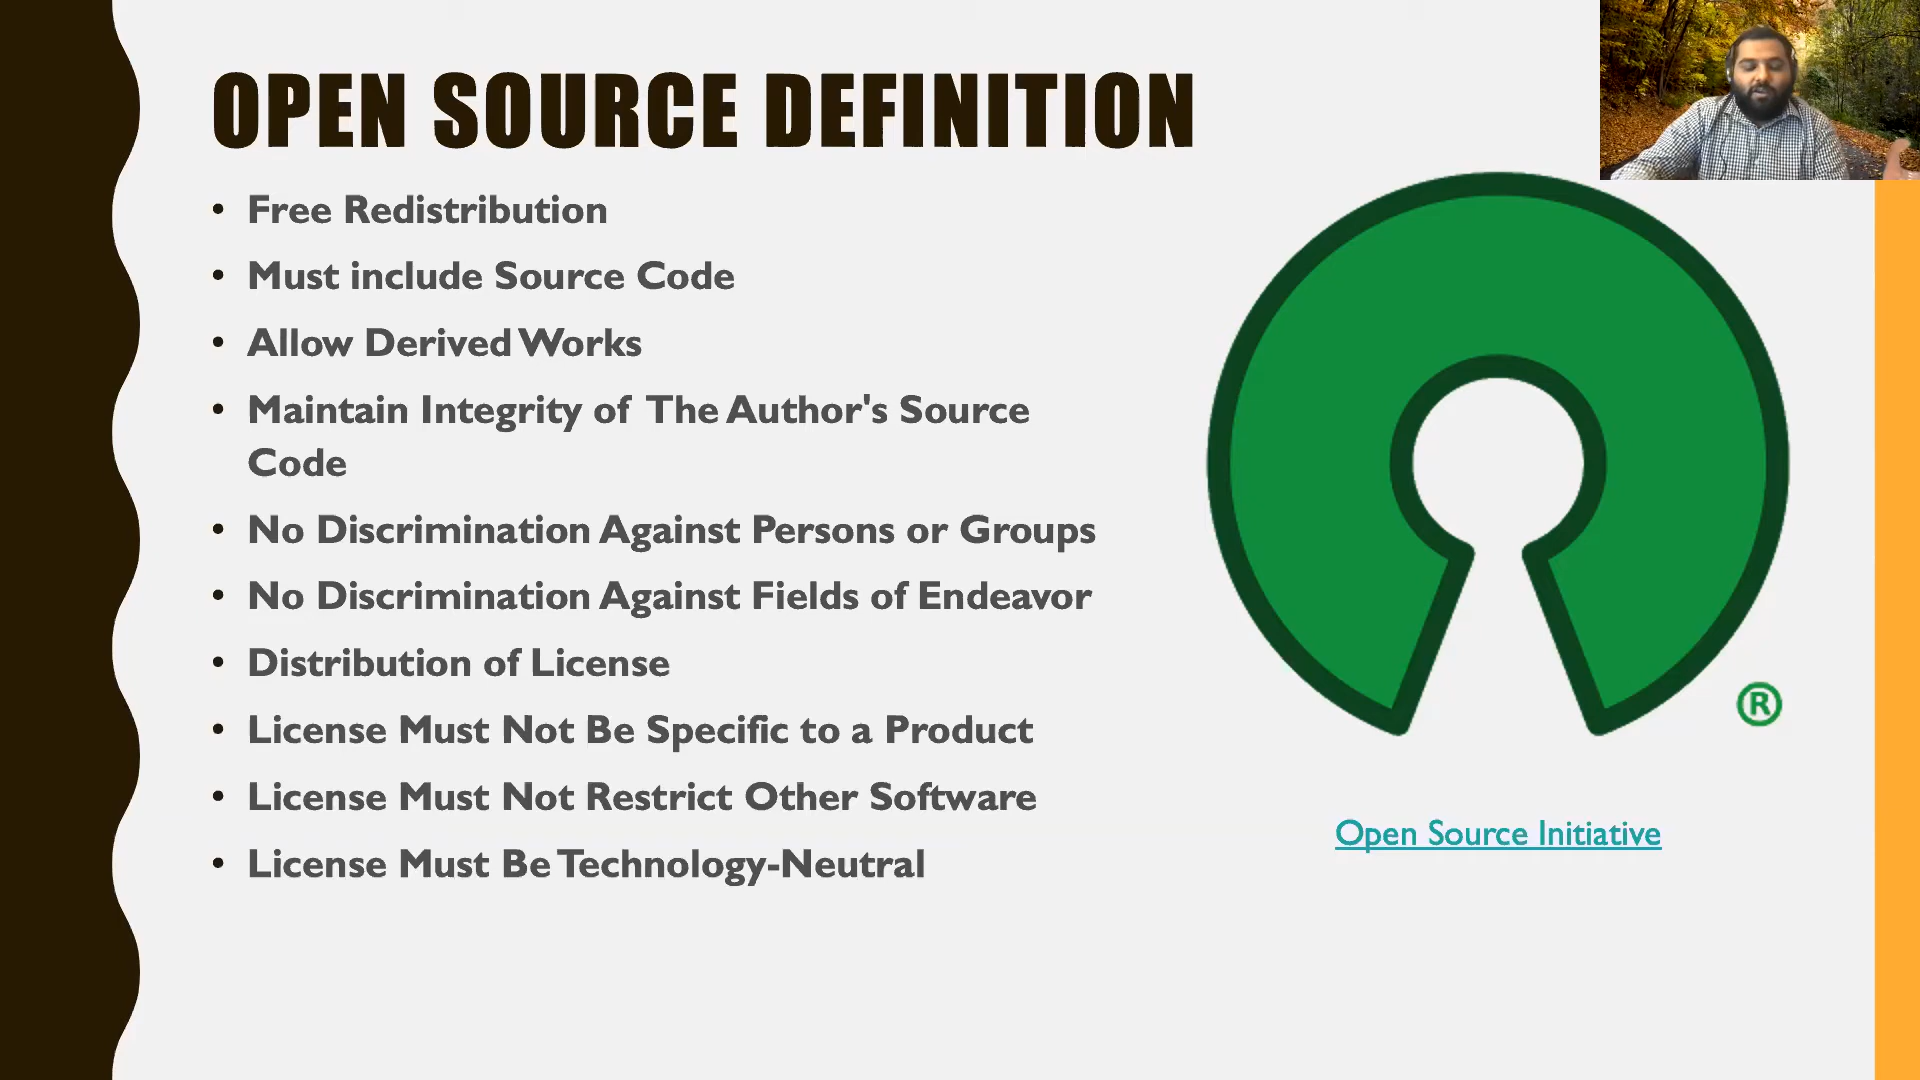 OPEN SOURCE DEFINITION
• Free Redistribution
• Must include Source Code
• Allow Derived Works
• Maintain Integrity of The Author's Source
Code
• No Discrimination Against Persons or Groups
• No Discrimination Against Fields of Endeavor
• Distribution of License
• License Must Not Be Specific to a Product
• License Must Not Restrict Other Software
• License Must Be Technology-Neutral
®
Open Source Initiative